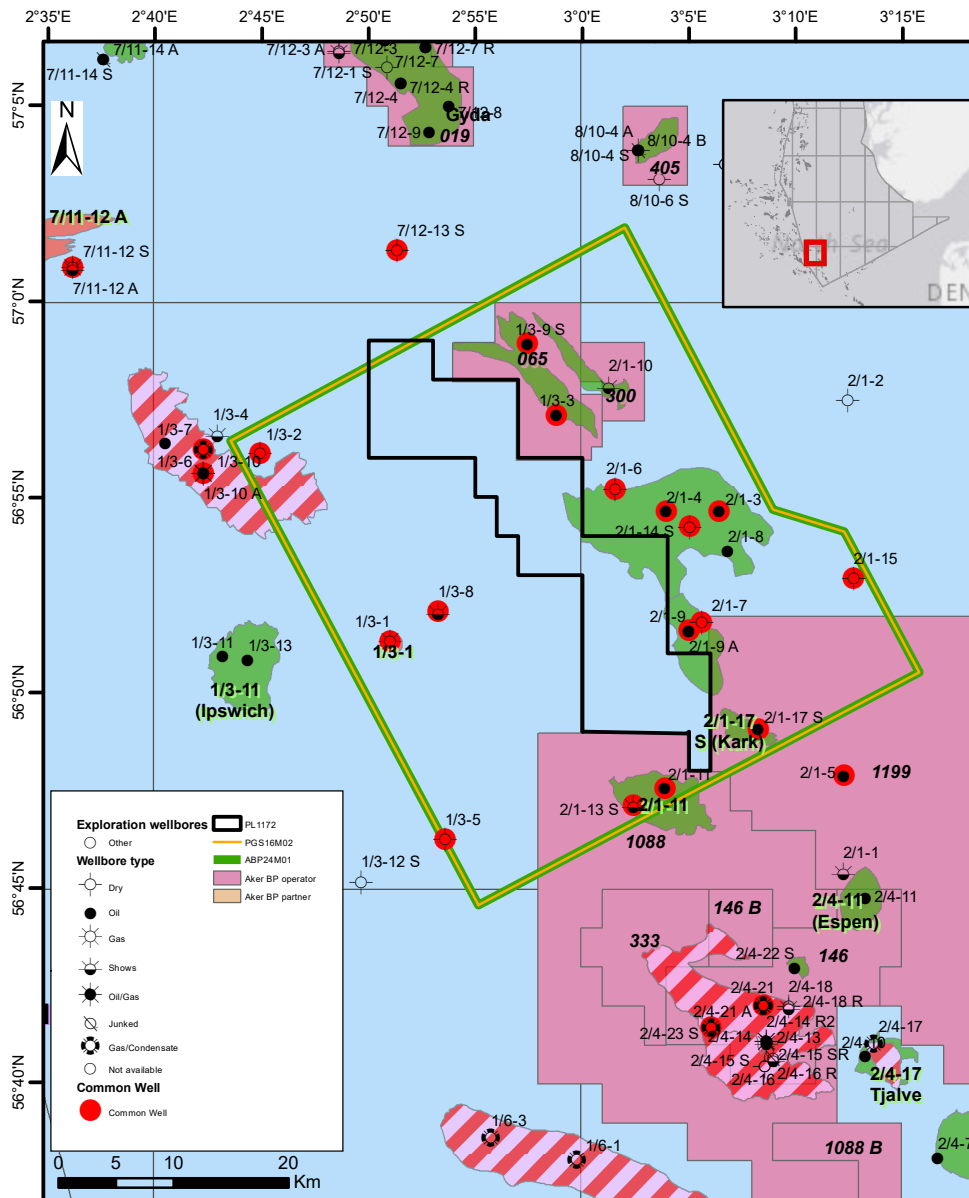 2°35'E 2°40'E 2°45'E 2°50'E 2°55'E 3°0'E 3°5'E 3°10'E 3°15'E
7/11-14 A
7/11-14 S
7/12-3 A
7/12-3
7/12-7 R
7/12-1 S
7/12-7
7/12-4 R
7/12-4
7/12-8
Gyda
7/12-9
019
57°5'N
N
8/10-4 A
8/10-4 B
8/10-4 S
405
8/10-6 S
North Sea
DEN
7/11-12 A
7/11-12 S
7/11-12 A
7/12-13 S
57°0'N
1/3-9 S
065
2/1-10
300
1/3-3
2/1-2
1/3-4
1/3-7
1/3-2
1/3-6
1/3-10
1/3-10 A
56°55'N
2/1-6
2/1-4
2/1-3
2/1-14 S
2/1-8
2/1-15
1/3-8
1/3-1
1/3-1
2/1-7
2/1-9
2/1-9 A
1/3-11
1/3-13
1/3-11
(Ipswich)
56°50'N
2/1-17
S (Kark)
2/1-17 S
2/1-5
1199
2/1-11
2/1-13 S
2/1-11
1088
1/3-5
1/3-12 S
56°45'N
2/1-1
2/4-11
2/4-11
(Espen)
146 B
333
2/4-22 S
146
2/4-21
2/4-18
2/4-18 R
2/4-21 A
2/4-14 R2
2/4-23 S
2/4-14
2/4-13
2/4-17
2/4-10
2/4-15 S
2/4-15 SR
2/4-16
2/4-16 R
2/4-17
Tjalve
56°40'N
1/6-3
1/6-1
1088 B
2/4-7
Exploration wellbores
Other
Wellbore type
Dry
Oil
Gas
Shows
Oil/Gas
Junked
Gas/Condensate
Not available
Common Well
Common Well
PL1172
PGS16M02
ABP24M01
Aker BP operator
Aker BP partner
0 5 10 20
Km